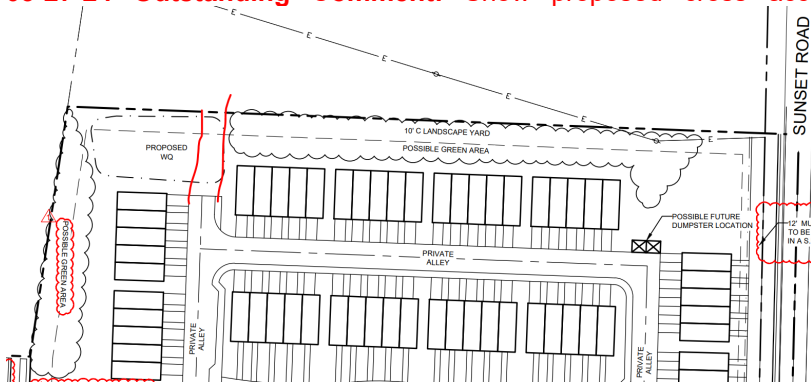 Outstanding Comment: Show proposed cross
SUNSET ROAD
E
E
E
E
E
E
10' C LANDSCAPE YARD
POSSIBLE GREEN AREA
PROPOSED
WQ
POSSIBLE FUTURE
DUMPSTER LOCATION
12' MU
TO BE
IN A S.
POSSIBLE GREEN AREA
PRIVATE
ALLEY
PRIVATE
ALLEY
PRIVATE
ALLEY